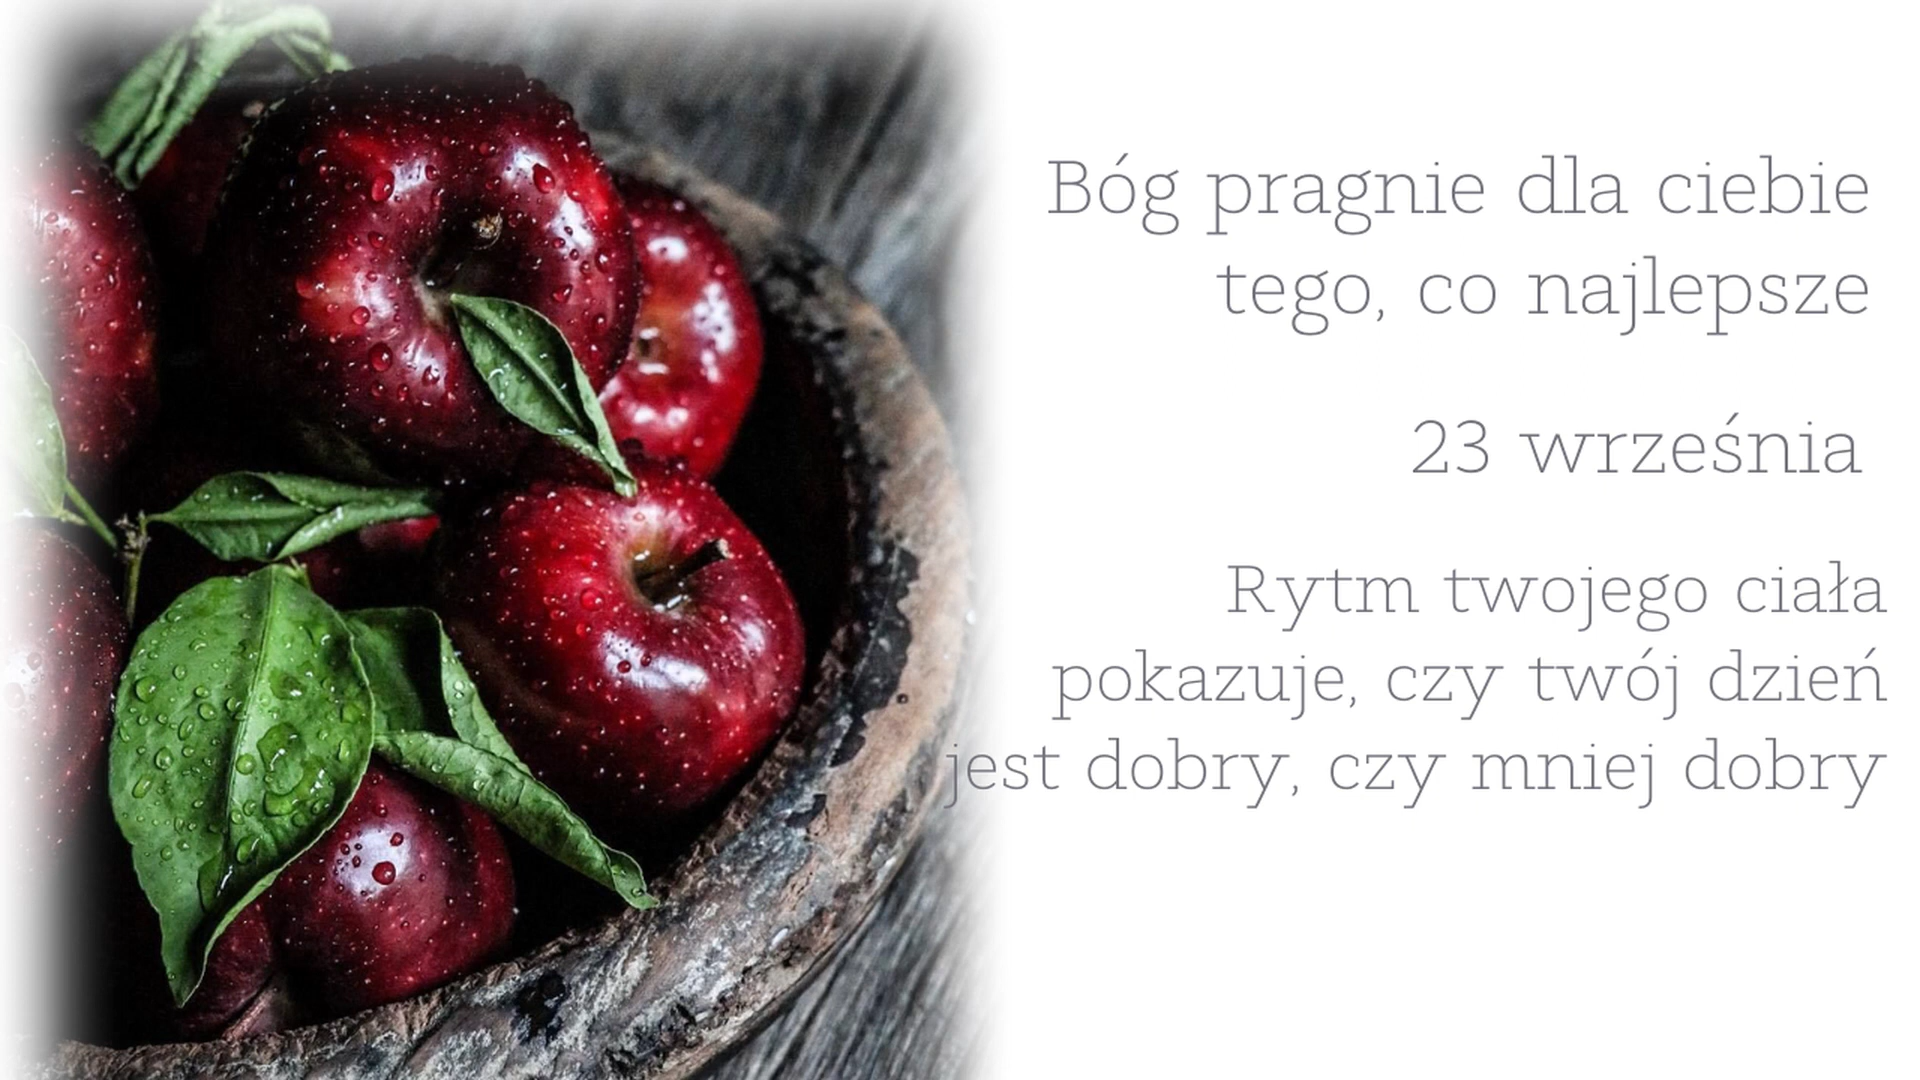 Bóg pragnie dla ciebie
tego, co najlepsze
23 września
Rytm twojego ciała
pokazuje, czy twój dzień
jest dobry, czy mniej dobry